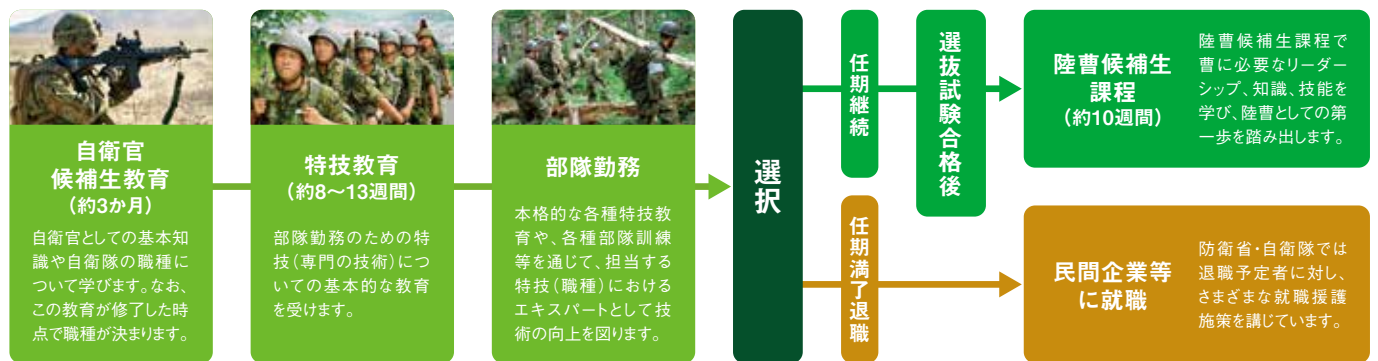 自衛官
候補生教育
(約3か月)
自衛官としての基本知
識や自衛隊の職種に
ついて学びます。なお、
この教育が修了した時
点で職種が決まります。
特技教育
(約8〜13週間)
部隊勤務のための特
技(専門の技術)につ
いての基本的な教育
を受けます。
部隊勤務
本格的な各種特技教
育や、各種部隊訓練
等を通じて、担当する
特技(職種)における
エキスパートとして技
術の向上を図ります。
選択
任期継続
選抜試験合格後
陸曹候補生
課程
(約10週間)
陸曹候補生課程で
曹に必要なリーダー
シップ、知識、技能を
学び、陸曹としての第
一歩を踏み出します。
任期満了退職
民間企業等
に就職
防衛省・自衛隊では
退職予定者に対し、
さまざまな就職援護
施策を講じています。